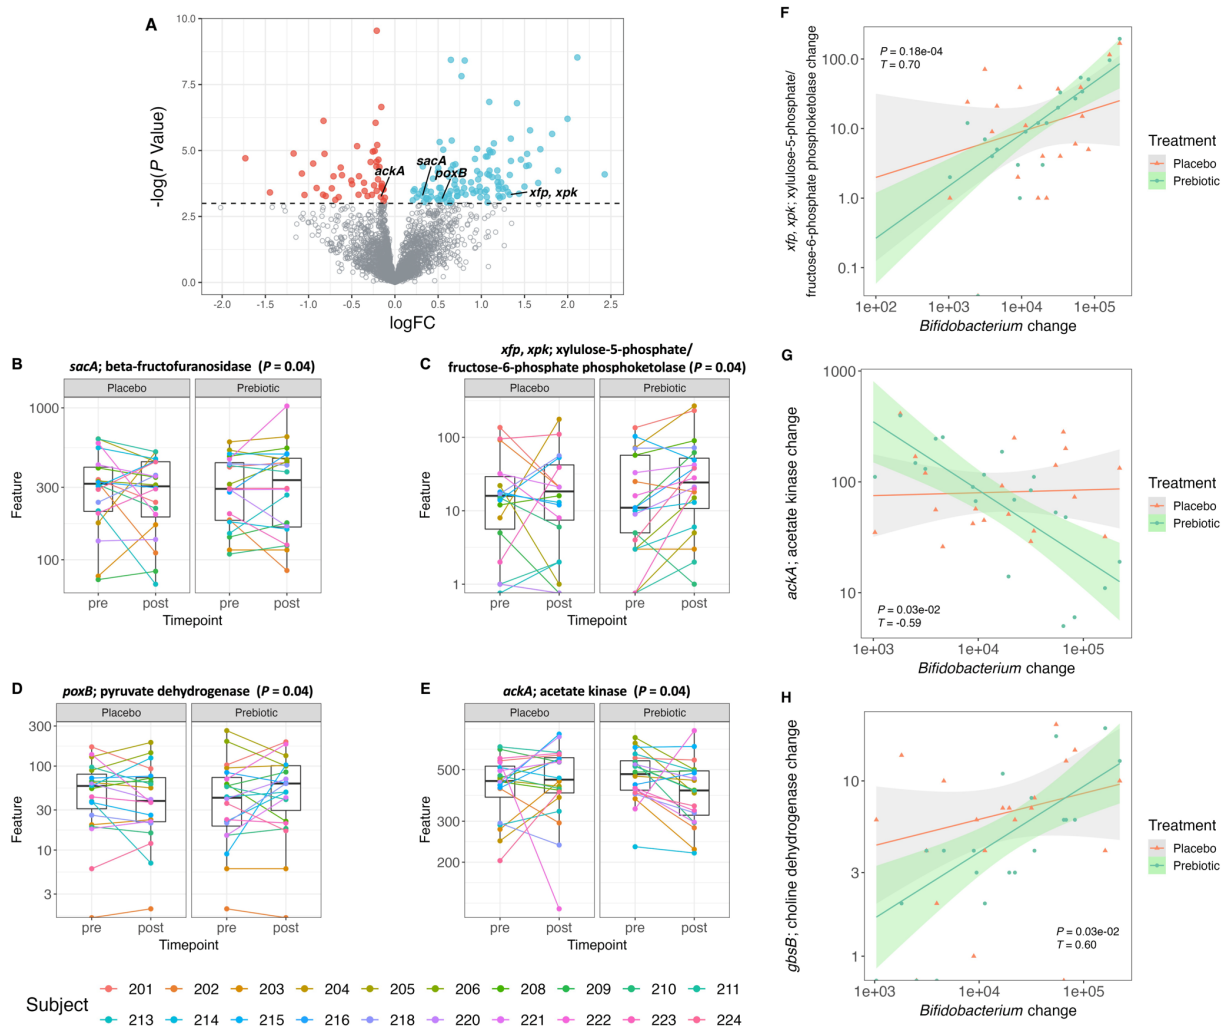 A
-log(P Value)
10.0
7.5
5.0
2.5
0.0
ackA
sacA
poxB
xfp, xpk
-2.0
-1.5
-1.0
-0.5
0.0
0.5
1.0
1.5
2.0
2.5
logFC
B
sacA; beta-fructofuranosidase (P = 0.04)
Placebo
Prebiotic
Feature
1000
300
100
pre
post
pre
post
Timepoint
C
xfp, xpk; xylulose-5-phosphate/
fructose-6-phosphate phosphoketolase (P = 0.04)
Placebo
Prebiotic
Feature
100
10
1
pre
post
pre
post
Timepoint
D
poxB; pyruvate dehydrogenase (P = 0.04)
Placebo
Prebiotic
Feature
300
100
30
10
3
pre
post
pre
post
Timepoint
E
ackA; acetate kinase (P = 0.04)
Placebo
Prebiotic
Feature
500
300
200
pre
post
pre
post
Timepoint
Subject
201
202
203
204
205
206
208
209
210
211
213
214
215
216
218
220
221
222
223
224
F
xfp, xpk; xylulose-5-phosphate/
fructose-6-phosphate phosphoketolase change
100.0
10.0
1.0
0.1
P = 0.18e-04
T = 0.70
1e+02
1e+03
1e+04
1e+05
Bifidobacterium change
Treatment
Placebo
Prebiotic
G
ackA; acetate kinase change
1000
100
10
P = 0.03e-02
T = -0.59
1e+03
1e+04
1e+05
Bifidobacterium change
Treatment
Placebo
Prebiotic
H
gbsB; choline dehydrogenase change
10
3
1
P = 0.03e-02
T = 0.60
1e+03
1e+04
1e+05
Bifidobacterium change
Treatment
Placebo
Prebiotic